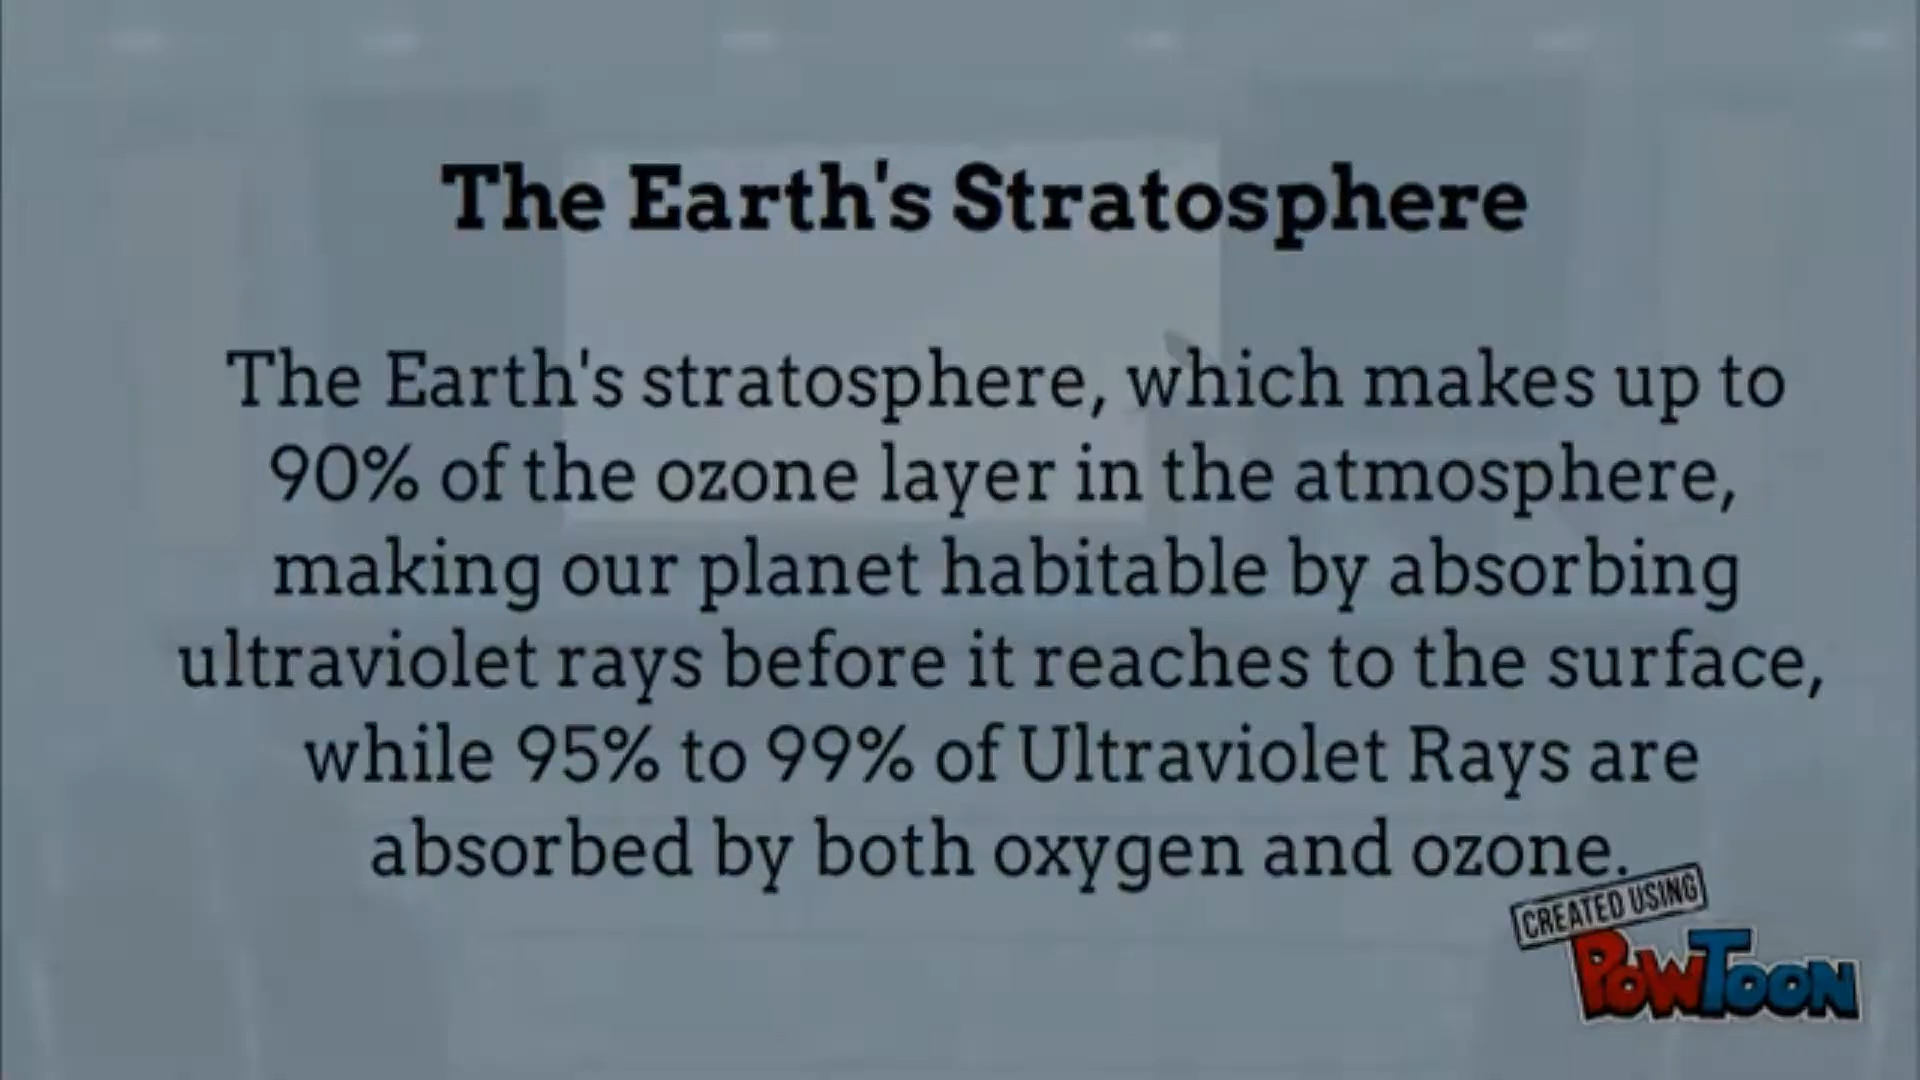 The Earth's Stratosphere
The Earth's stratosphere, which makes up to
90% of the ozone layer in the atmosphere,
making our planet habitable by absorbing
ultraviolet rays before it reaches to the surface,
while 95% to 99% of Ultraviolet Rays are
absorbed by both oxygen and ozone.
CREATED USING
POWTOON